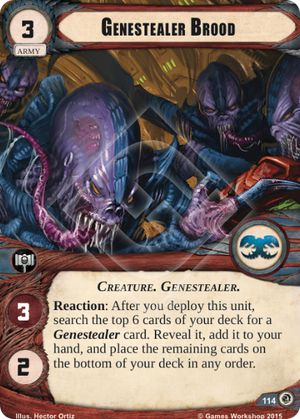 Genestealer Brood
3
ARMY
Creature. Genestealer.
3
2
Reaction: After you deploy this unit,
search the top 6 cards of your deck for a
Genestealer card. Reveal it, add it to your
hand, and place the remaining cards on
the bottom of your deck in any order.
114
Illus. Hector Ortiz
© Games Workshop 2015